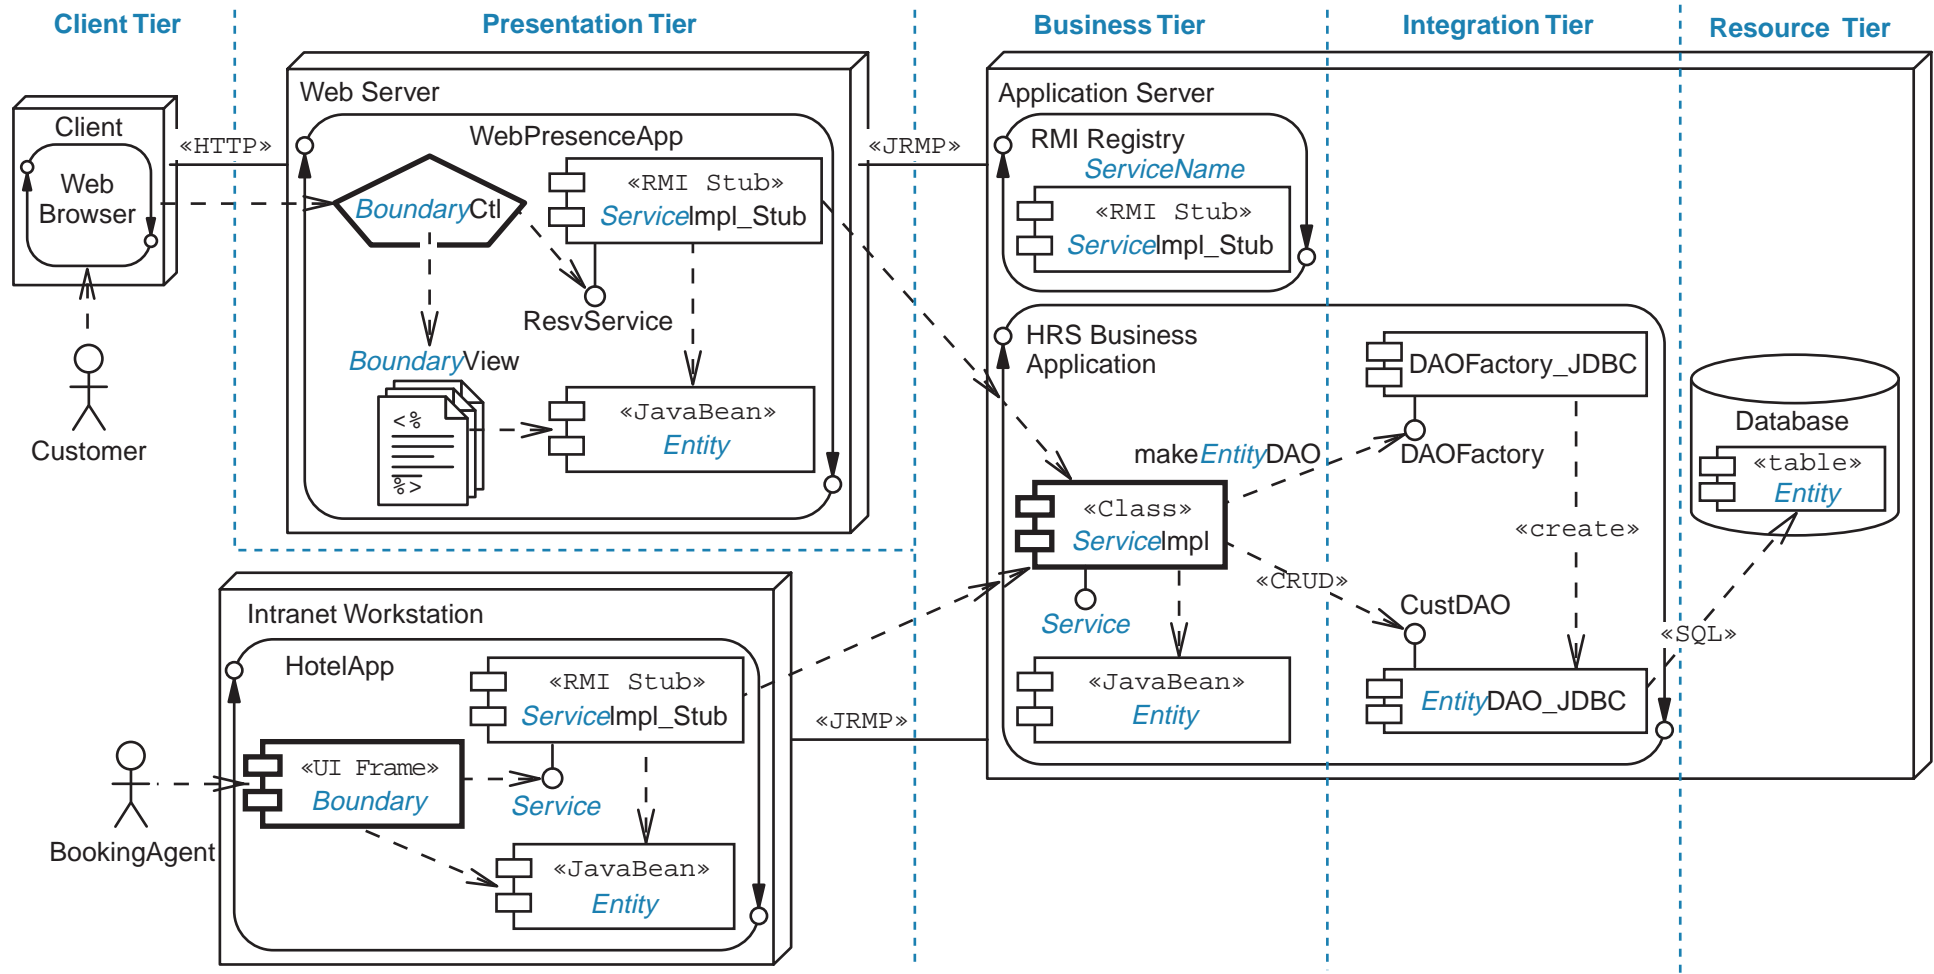 Client Tier
Presentation Tier
Business Tier
Integration Tier
Resource Tier
Client
Web
Browser
Customer
«HTTP»
Web Server
WebPresenceApp
BoundaryCtl
«RMI Stub»
ServiceImpl_Stub
ResvService
BoundaryView
<%
%>
«JavaBean»
Entity
«JRMP»
Application Server
RMI Registry
ServiceName
«RMI Stub»
ServiceImpl_Stub
HRS Business
Application
makeEntityDAO
«Class»
ServiceImpl
Service
«JavaBean»
Entity
DAOFactory_JDBC
DAOFactory
«create»
«CRUD»
CustDAO
EntityDAO_JDBC
«SQL»
Database
«table»
Entity
Intranet Workstation
HotelApp
«RMI Stub»
ServiceImpl_Stub
«JRMP»
«UI Frame»
Boundary
Service
«JavaBean»
Entity
BookingAgent